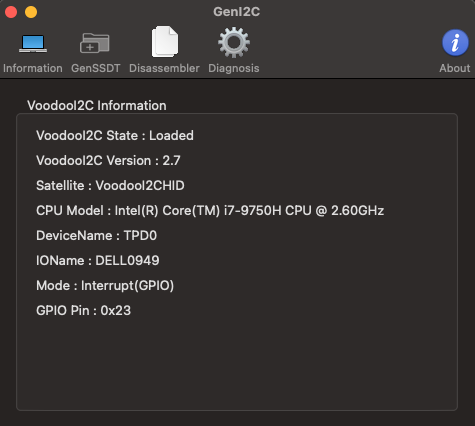 GenI2C
Information
GenSSDT
Disassembler
Diagnosis
About
VoodooI2C Information
VoodooI2C State : Loaded
VoodooI2C Version : 2.7
Satellite : VoodooI2CHID
CPU Model : Intel(R) Core(TM) i7-9750H CPU @ 2.60GHz
DeviceName : TPD0
IOName : DELL0949
Mode : Interrupt(GPIO)
GPIO Pin : 0x23